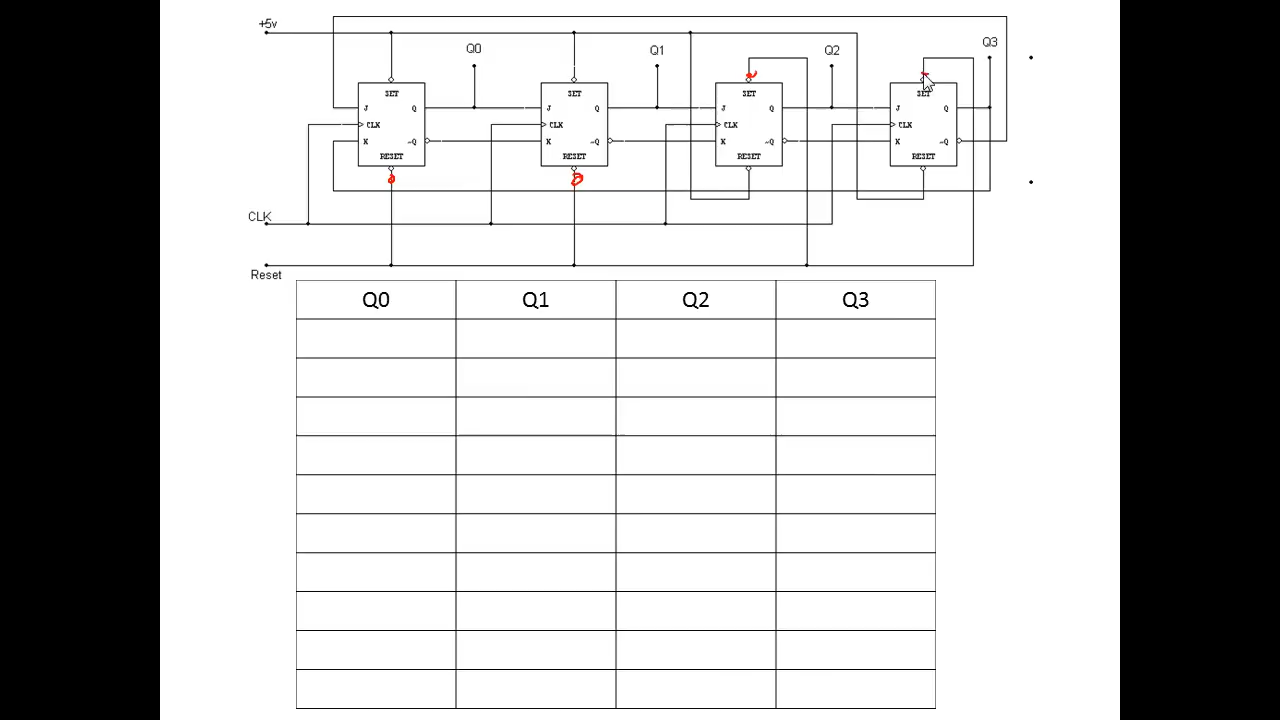 +5v
Q0 Q1 Q2 Q3
SET SET SET SET
J Q J Q J Q J Q
CLK CLK CLK CLK
K ~Q K ~Q K ~Q K ~Q
RESET RESET RESET RESET
CLK
Reset
Q0 Q1 Q2 Q3